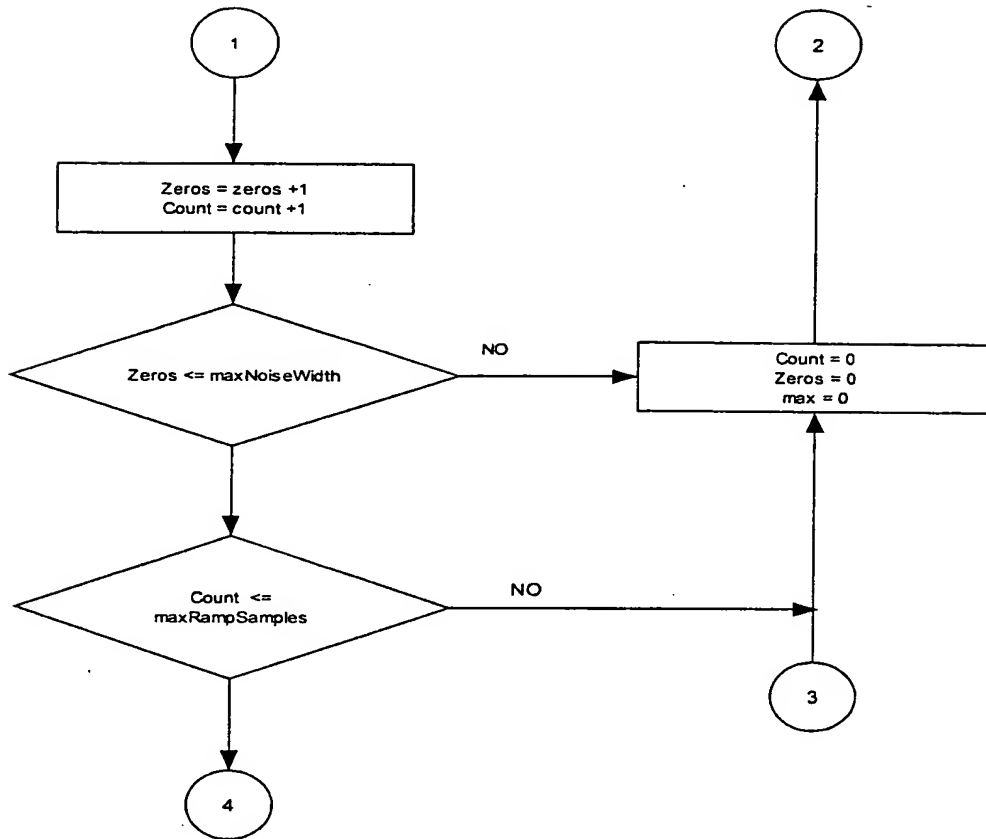 1
2
Zeros = zeros +1
Count = count +1
Zeros <= maxNoiseWidth
NO
Count = 0
Zeros = 0
max = 0
Count <=
maxRampSamples
NO
3
4